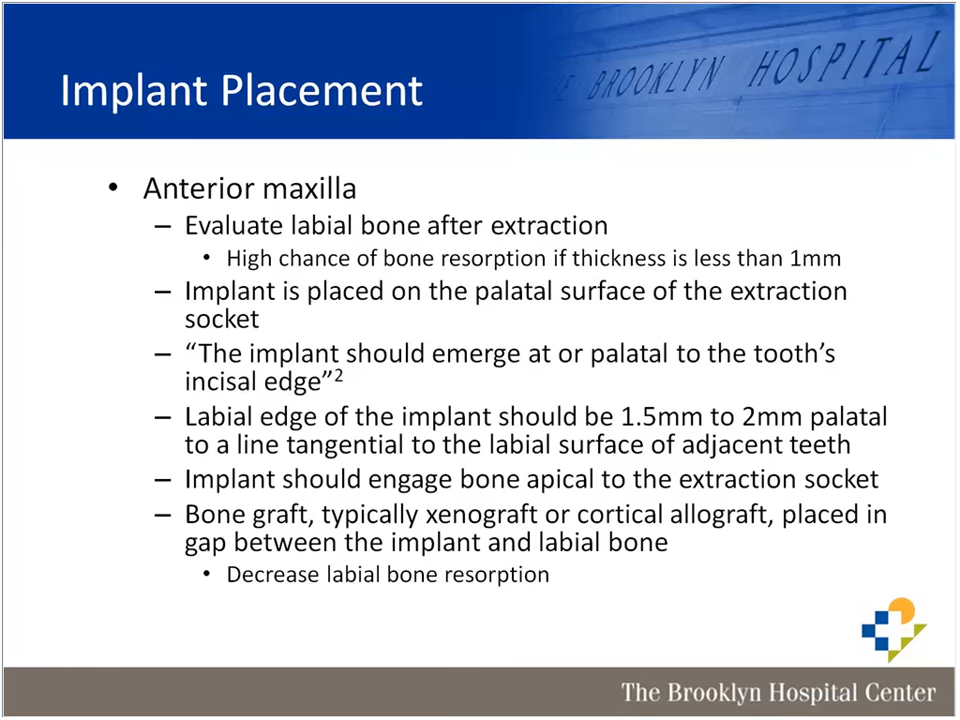 THE BROOKLYN HOSPITAL
Implant Placement
• Anterior maxilla
– Evaluate labial bone after extraction
• High chance of bone resorption if thickness is less than 1mm
– Implant is placed on the palatal surface of the extraction
socket
– “The implant should emerge at or palatal to the tooth’s
incisal edge”2
– Labial edge of the implant should be 1.5mm to 2mm palatal
to a line tangential to the labial surface of adjacent teeth
– Implant should engage bone apical to the extraction socket
– Bone graft, typically xenograft or cortical allograft, placed in
gap between the implant and labial bone
• Decrease labial bone resorption
The Brooklyn Hospital Center